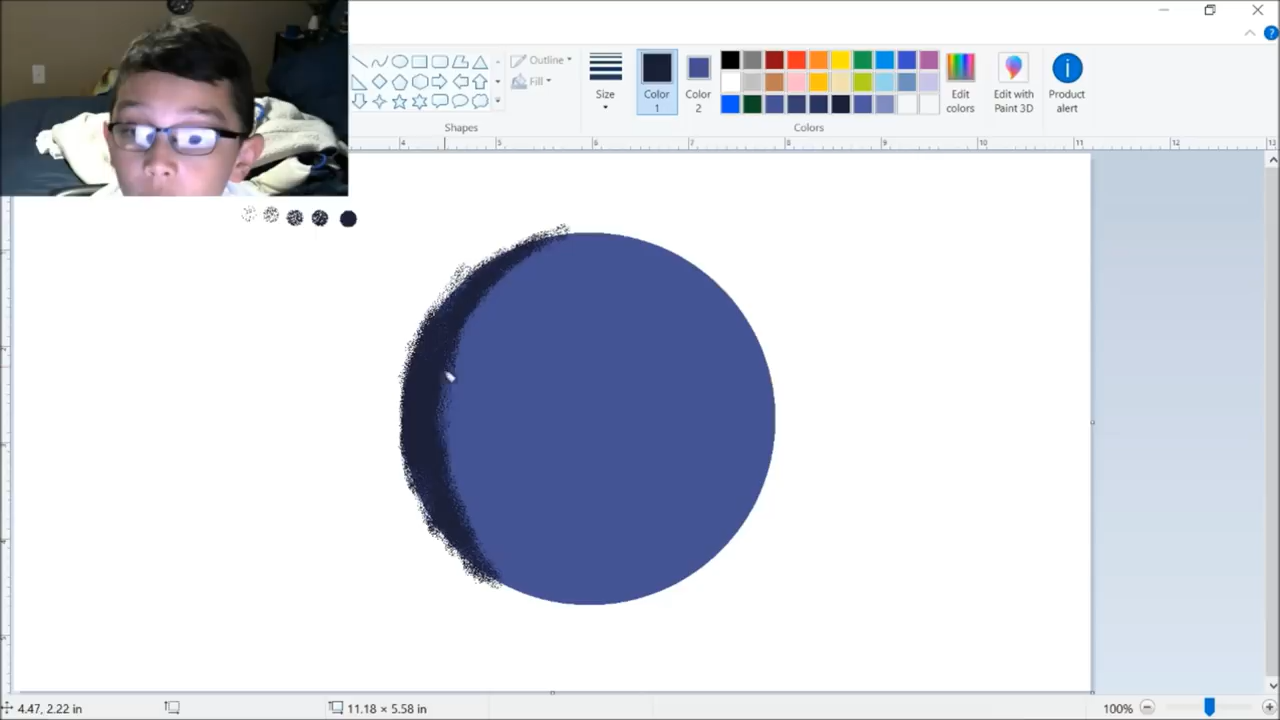 Outline
Fill
Size
Color 1
Color 2
Edit colors
Edit with Paint 3D
Product alert
Shapes
Colors
4 5 6 7 8 9 10 11 12 13
4.47, 2.22 in
11.18 × 5.58 in
100%